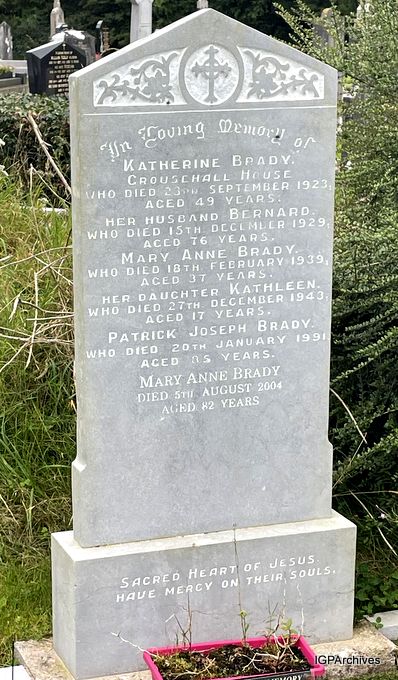 In Loving Memory of
KATHERINE BRADY.
CROUSEHALL HOUSE
WHO DIED 23RD SEPTEMBER 1923,
AGED 49 YEARS.
HER HUSBAND BERNARD.
WHO DIED 15TH DECEMBER 1929,
AGED 76 YEARS.
MARY ANNE BRADY.
WHO DIED 18TH FEBRUARY 1939,
AGED 37 YEARS.
HER DAUGHTER KATHLEEN.
WHO DIED 27TH DECEMBER 1943,
AGED 17 YEARS.
PATRICK JOSEPH BRADY.
WHO DIED 20TH JANUARY 1991
AGED 85 YEARS.
MARY ANNE BRADY
DIED 5TH AUGUST 2004
AGED 82 YEARS
SACRED HEART OF JESUS
HAVE MERCY ON THEIR SOULS.
IGPArchives